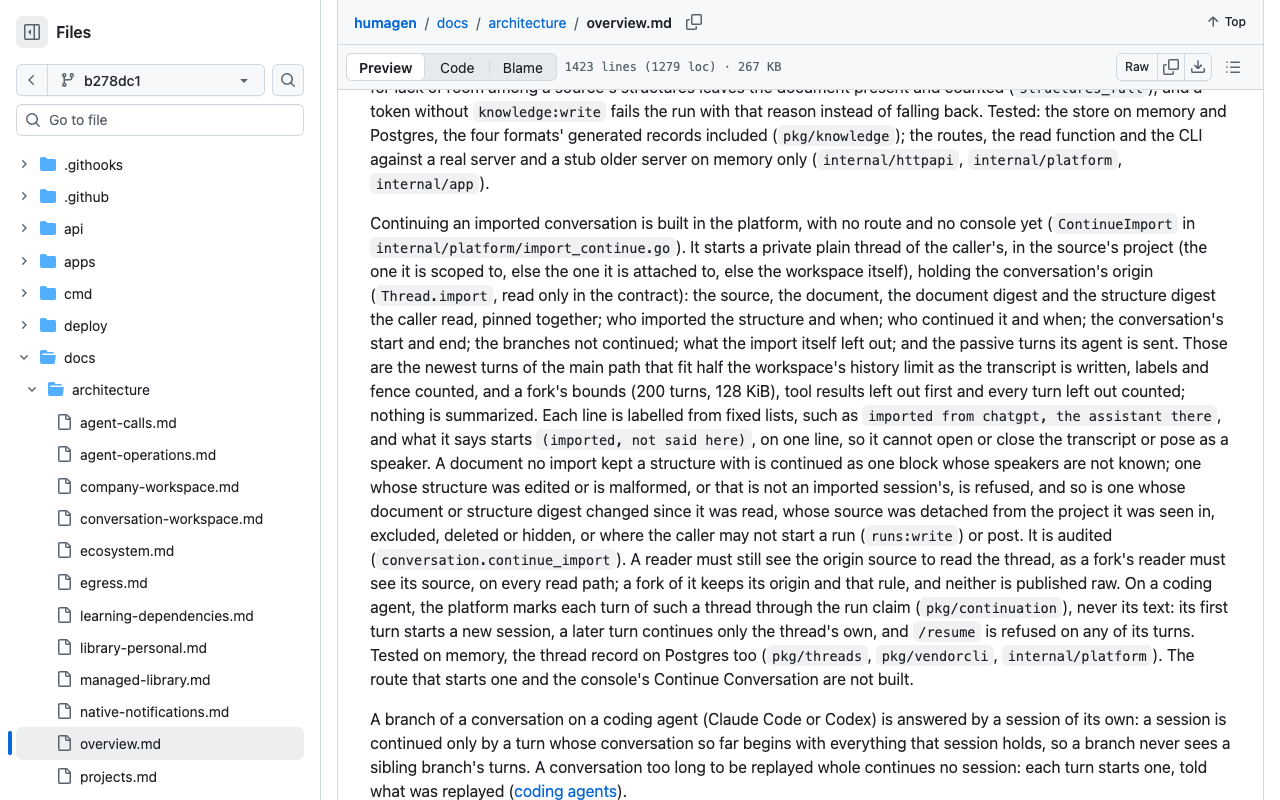 Files
humagen / docs / architecture / overview.md
Top
b278dc1
Preview
Code
Blame
1423 lines (1279 loc) · 267 KB
Raw
Go to file
.githooks
.github
api
apps
cmd
deploy
docs
architecture
agent-calls.md
agent-operations.md
company-workspace.md
conversation-workspace.md
ecosystem.md
egress.md
learning-dependencies.md
library-personal.md
managed-library.md
native-notifications.md
overview.md
projects.md
for lack of room among a source's structures leaves the document present and counted ( structures_full ), and a
token without knowledge:write fails the run with that reason instead of falling back. Tested: the store on memory and
Postgres, the four formats' generated records included ( pkg/knowledge ); the routes, the read function and the CLI
against a real server and a stub older server on memory only ( internal/httpapi , internal/platform ,
internal/app ).
Continuing an imported conversation is built in the platform, with no route and no console yet ( ContinueImport in
internal/platform/import_continue.go ). It starts a private plain thread of the caller's, in the source's project (the
one it is scoped to, else the one it is attached to, else the workspace itself), holding the conversation's origin
( Thread.import , read only in the contract): the source, the document, the document digest and the structure digest
the caller read, pinned together; who imported the structure and when; who continued it and when; the conversation's
start and end; the branches not continued; what the import itself left out; and the passive turns its agent is sent. Those
are the newest turns of the main path that fit half the workspace's history limit as the transcript is written, labels and
fence counted, and a fork's bounds (200 turns, 128 KiB), tool results left out first and every turn left out counted;
nothing is summarized. Each line is labelled from fixed lists, such as imported from chatgpt, the assistant there ,
and what it says starts (imported, not said here) , on one line, so it cannot open or close the transcript or pose as a
speaker. A document no import kept a structure with is continued as one block whose speakers are not known; one
whose structure was edited or is malformed, or that is not an imported session's, is refused, and so is one whose
document or structure digest changed since it was read, whose source was detached from the project it was seen in,
excluded, deleted or hidden, or where the caller may not start a run ( runs:write ) or post. It is audited
( conversation.continue_import ). A reader must still see the origin source to read the thread, as a fork's reader must
see its source, on every read path; a fork of it keeps its origin and that rule, and neither is published raw. On a coding
agent, the platform marks each turn of such a thread through the run claim ( pkg/continuation ), never its text: its first
turn starts a new session, a later turn continues only the thread's own, and /resume is refused on any of its turns.
Tested on memory, the thread record on Postgres too ( pkg/threads , pkg/vendorcli , internal/platform ). The
route that starts one and the console's Continue Conversation are not built.
A branch of a conversation on a coding agent (Claude Code or Codex) is answered by a session of its own: a session is
continued only by a turn whose conversation so far begins with everything that session holds, so a branch never sees a
sibling branch's turns. A conversation too long to be replayed whole continues no session: each turn starts one, told
what was replayed (coding agents).